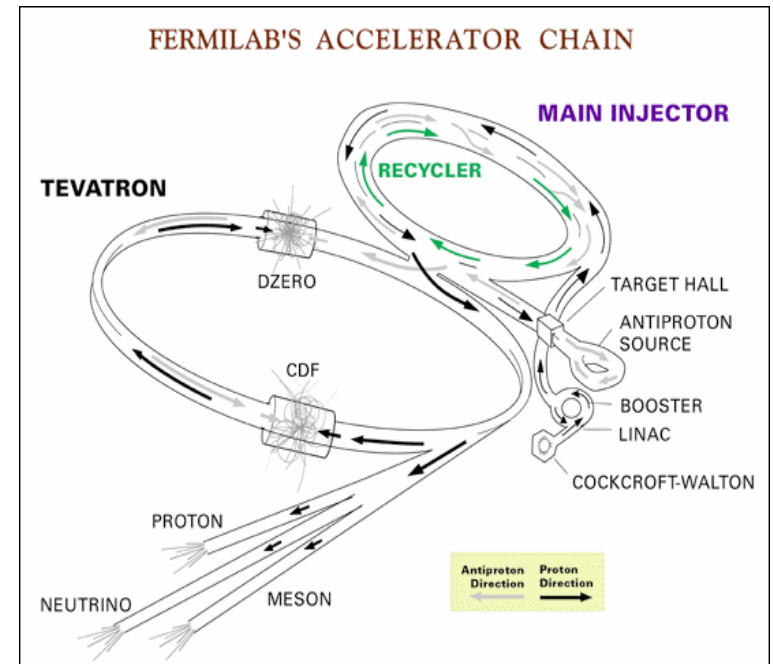 FERMILAB'S ACCELERATOR CHAIN
MAIN INJECTOR
RECYCLER
TEVATRON
DZERO
TARGET HALL
ANTIPROTON
SOURCE
CDF
BOOSTER
LINAC
COCKCROFT-WALTON
PROTON
NEUTRINO
MESON
Antiproton Proton
Direction Direction